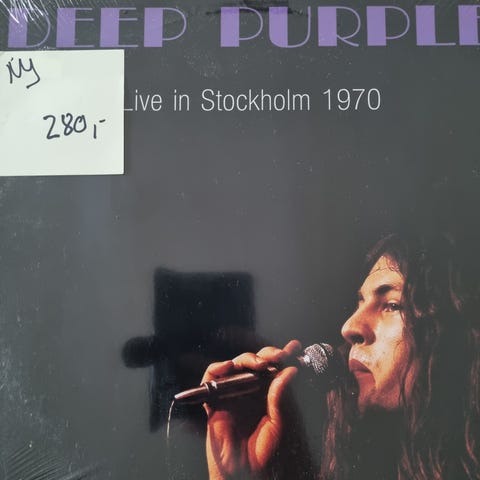 DEEP PURPLE
Ny
280,-
Live in Stockholm 1970